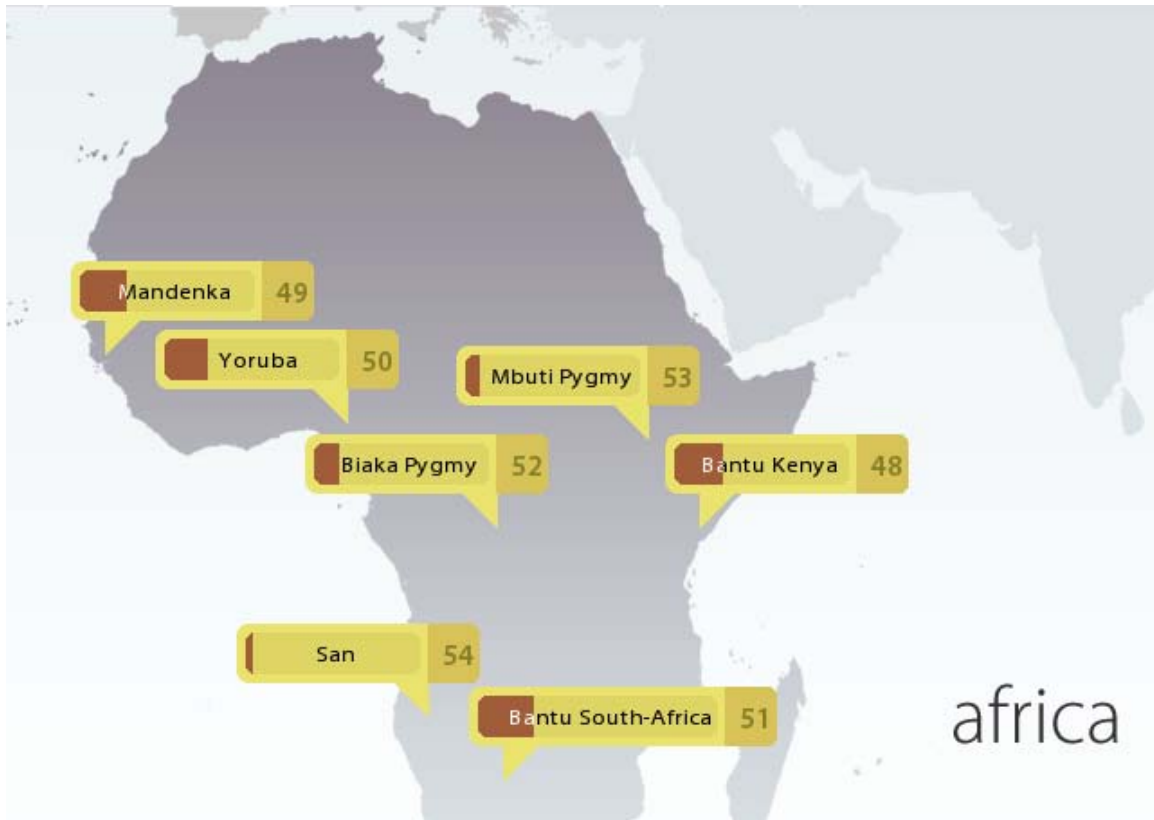 Mandenka 49
Yoruba 50
Mbuti Pygmy 53
Biaka Pygmy 52
Bantu Kenya 48
San 54
Bantu South-Africa 51
africa